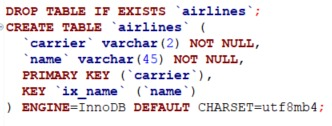 DROP TABLE IF EXISTS `airlines`;
CREATE TABLE `airlines` (
`carrier` varchar(2) NOT NULL,
`name` varchar(45) NOT NULL,
PRIMARY KEY (`carrier`),
KEY `ix_name` (`name`)
) ENGINE=InnoDB DEFAULT CHARSET=utf8mb4;